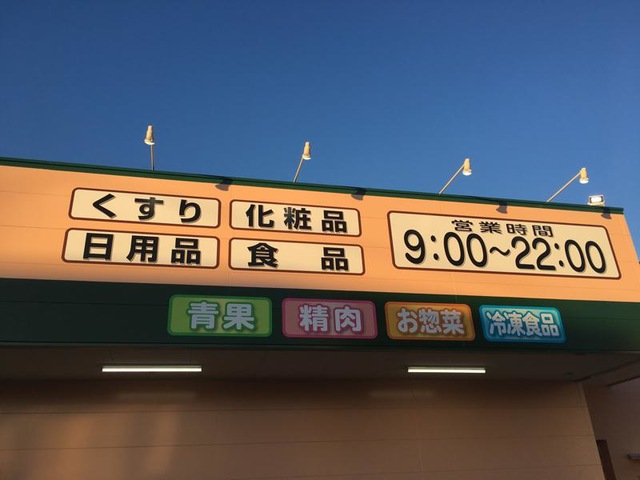 くすり 化粧品
日用品 食品
営業時間
9:00~22:00
青果 精肉 お惣菜 冷凍食品